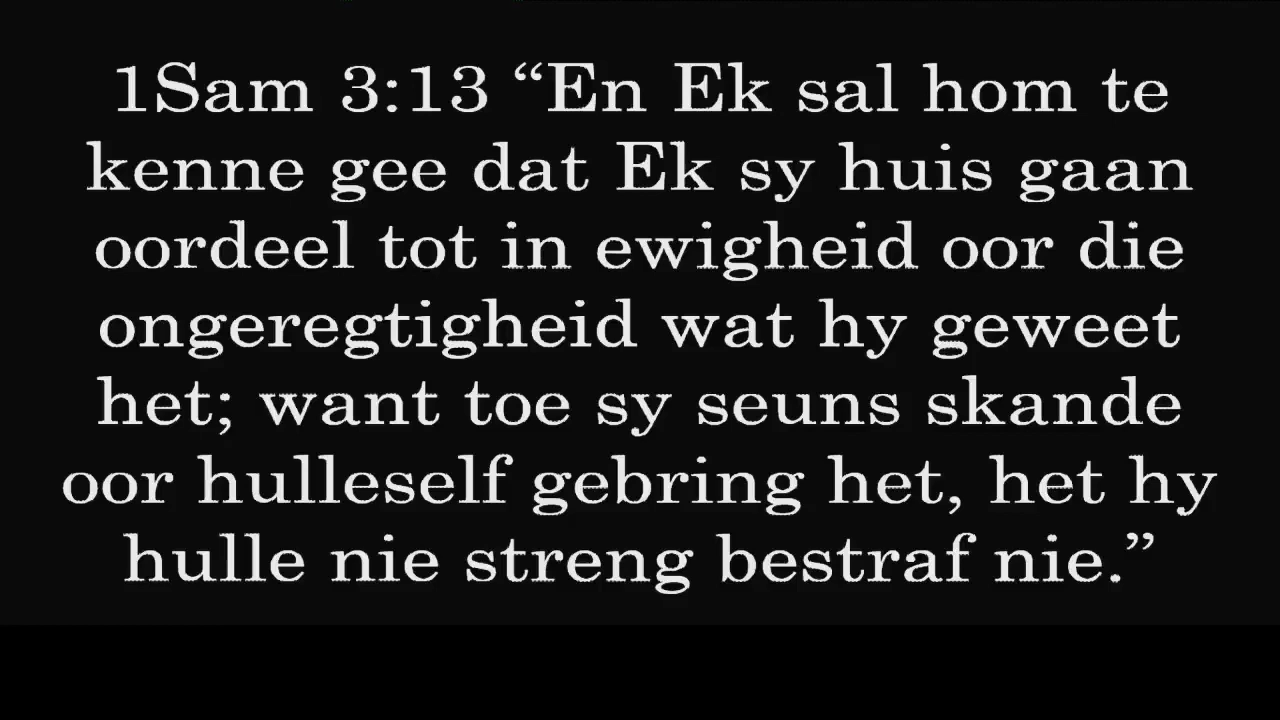 1Sam 3:13 “En Ek sal hom te
kenne gee dat Ek sy huis gaan
oordeel tot in ewigheid oor die
ongeregtigheid wat hy geweet
het; want toe sy seuns skande
oor hulleself gebring het, het hy
hulle nie streng bestraf nie.”